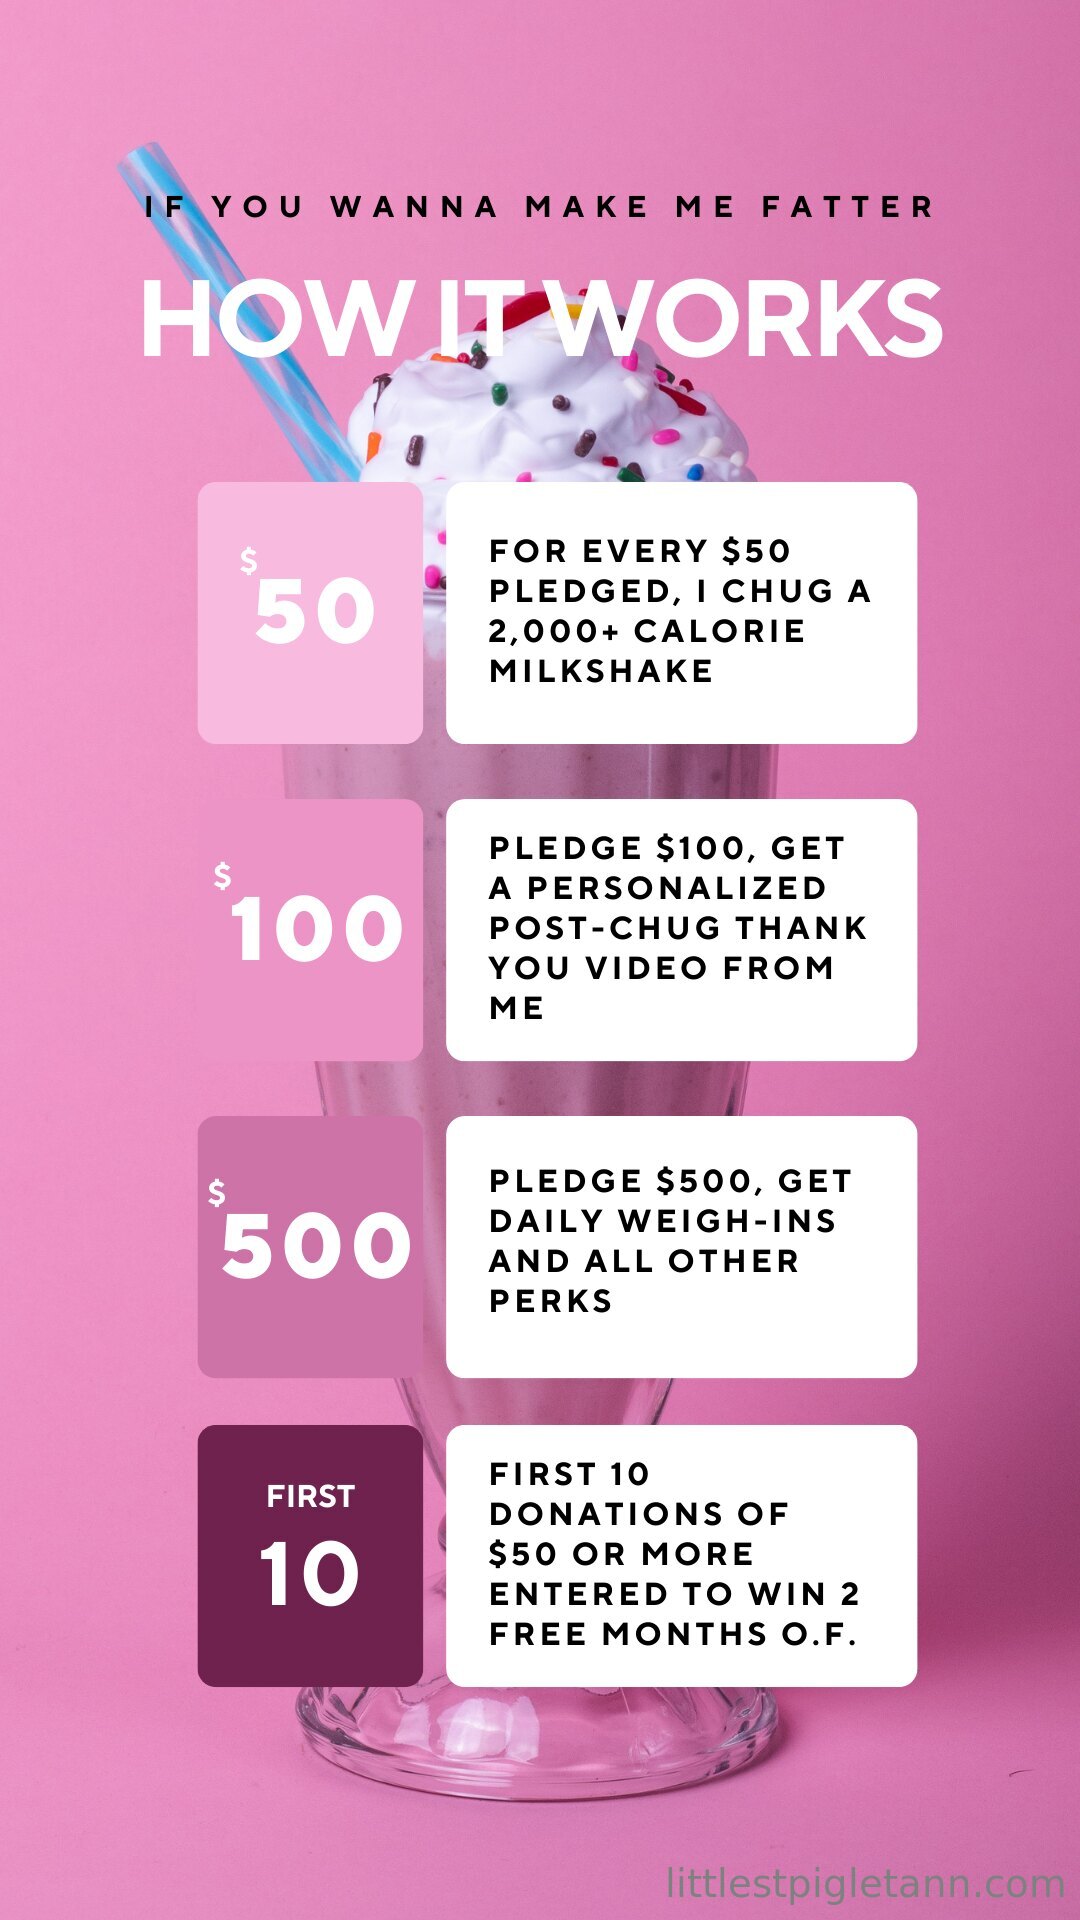 IF YOU WANNA MAKE ME FATTER
HOW IT WORKS
$50
FOR EVERY $50
PLEDGED, I CHUG A
2,000+ CALORIE
MILKSHAKE
$100
PLEDGE $100, GET
A PERSONALIZED
POST-CHUG THANK
YOU VIDEO FROM
ME
$500
PLEDGE $500, GET
DAILY WEIGH-INS
AND ALL OTHER
PERKS
FIRST
10
FIRST 10
DONATIONS OF
$50 OR MORE
ENTERED TO WIN 2
FREE MONTHS O.F.
littlestpigletann.com